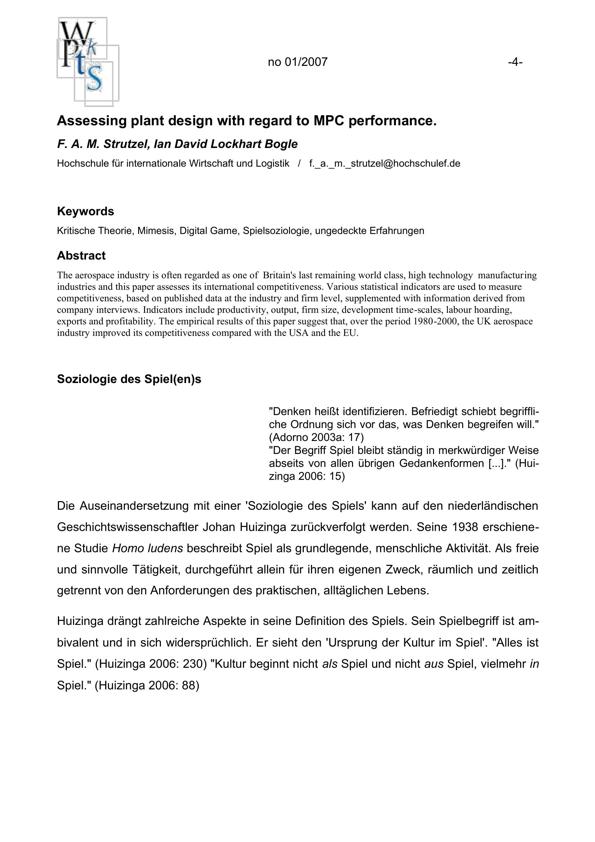 W
P k
t s
no 01/2007 -4-
Assessing plant design with regard to MPC performance.
F. A. M. Strutzel, Ian David Lockhart Bogle
Hochschule für internationale Wirtschaft und Logistik / f._a._m._strutzel@hochschulef.de
Keywords
Kritische Theorie, Mimesis, Digital Game, Spielsoziologie, ungedeckte Erfahrungen
Abstract
The aerospace industry is often regarded as one of Britain's last remaining world class, high technology manufacturing
industries and this paper assesses its international competitiveness. Various statistical indicators are used to measure
competitiveness, based on published data at the industry and firm level, supplemented with information derived from
company interviews. Indicators include productivity, output, firm size, development time-scales, labour hoarding,
exports and profitability. The empirical results of this paper suggest that, over the period 1980-2000, the UK aerospace
industry improved its competitiveness compared with the USA and the EU.
Soziologie des Spiel(en)s
"Denken heißt identifizieren. Befriedigt schiebt begriffli-
che Ordnung sich vor das, was Denken begreifen will."
(Adorno 2003a: 17)
"Der Begriff Spiel bleibt ständig in merkwürdiger Weise
abseits von allen übrigen Gedankenformen [...]." (Hui-
zinga 2006: 15)
Die Auseinandersetzung mit einer 'Soziologie des Spiels' kann auf den niederländischen
Geschichtswissenschaftler Johan Huizinga zurückverfolgt werden. Seine 1938 erschiene-
ne Studie Homo ludens beschreibt Spiel als grundlegende, menschliche Aktivität. Als freie
und sinnvolle Tätigkeit, durchgeführt allein für ihren eigenen Zweck, räumlich und zeitlich
getrennt von den Anforderungen des praktischen, alltäglichen Lebens.
Huizinga drängt zahlreiche Aspekte in seine Definition des Spiels. Sein Spielbegriff ist am-
bivalent und in sich widersprüchlich. Er sieht den 'Ursprung der Kultur im Spiel'. "Alles ist
Spiel." (Huizinga 2006: 230) "Kultur beginnt nicht als Spiel und nicht aus Spiel, vielmehr in
Spiel." (Huizinga 2006: 88)